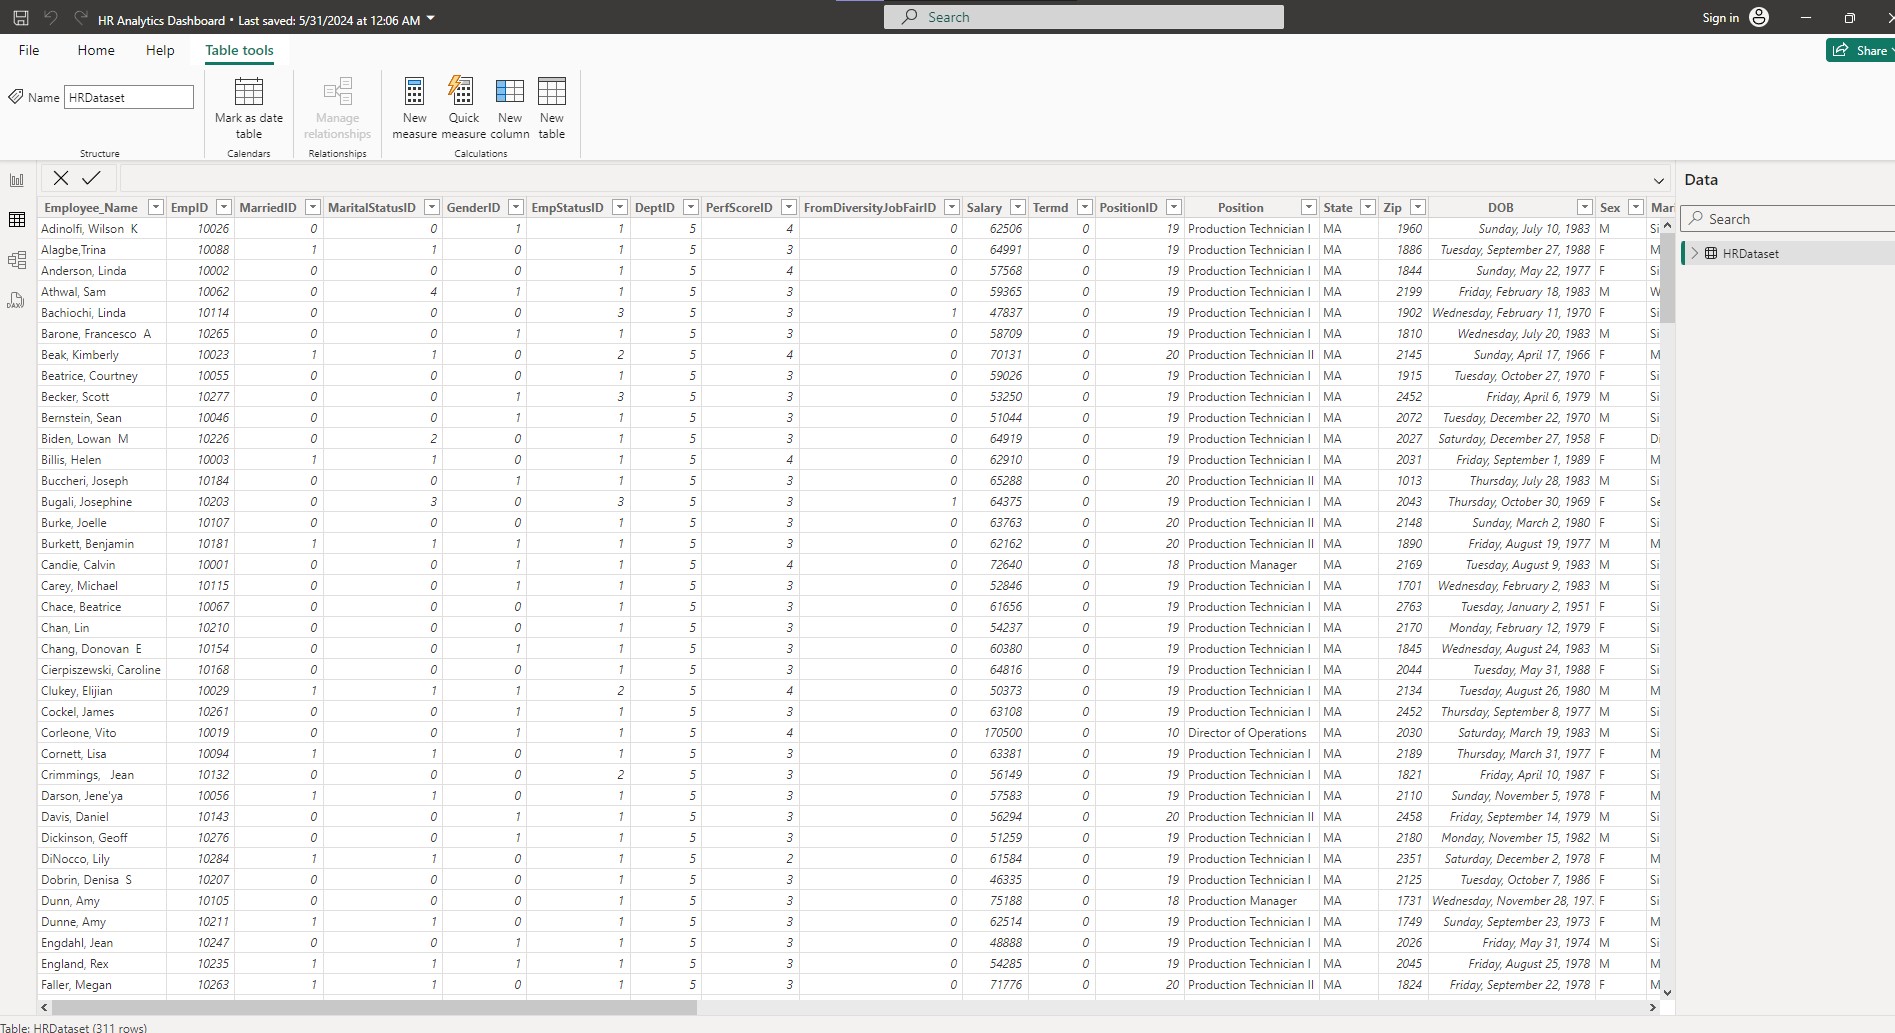 HR Analytics Dashboard • Last saved: 5/31/2024 at 12:06 AM
Search
Sign in
File Home Help Table tools
Share
Name HRDataset
Mark as date table
Manage relationships
New measure
Quick measure
New column
New table
Structure Calendars Relationships Calculations
Data
Search
HRDataset
Employee_Name EmpID MarriedID MaritalStatusID GenderID EmpStatusID DeptID PerfScoreID FromDiversityJobFairID Salary Termd PositionID Position State Zip DOB Sex Mar
Adinolfi, Wilson K 10026 0 0 1 1 5 4 0 62506 0 19 Production Technician I MA 1960 Sunday, July 10, 1983 M Si
Alagbe,Trina 10088 1 1 0 1 5 3 0 64991 0 19 Production Technician I MA 1886 Tuesday, September 27, 1988 F M
Anderson, Linda 10002 0 0 0 1 5 4 0 57568 0 19 Production Technician I MA 1844 Sunday, May 22, 1977 F Si
Athwal, Sam 10062 0 4 1 1 5 3 0 59365 0 19 Production Technician I MA 2199 Friday, February 18, 1983 M W
Bachiochi, Linda 10114 0 0 0 3 5 3 1 47837 0 19 Production Technician I MA 1902 Wednesday, February 11, 1970 F Si
Barone, Francesco A 10265 0 0 1 1 5 3 0 58709 0 19 Production Technician I MA 1810 Wednesday, July 20, 1983 M Si
Beak, Kimberly 10023 1 1 0 2 5 4 0 70131 0 20 Production Technician II MA 2145 Sunday, April 17, 1966 F M
Beatrice, Courtney 10055 0 0 0 1 5 3 0 59026 0 19 Production Technician I MA 1915 Tuesday, October 27, 1970 F Si
Becker, Scott 10277 0 0 1 3 5 3 0 53250 0 19 Production Technician I MA 2452 Friday, April 6, 1979 M Si
Bernstein, Sean 10046 0 0 1 1 5 3 0 51044 0 19 Production Technician I MA 2072 Tuesday, December 22, 1970 M Si
Biden, Lowan M 10226 0 2 0 1 5 3 0 64919 0 19 Production Technician I MA 2027 Saturday, December 27, 1958 F Di
Billis, Helen 10003 1 1 0 1 5 4 0 62910 0 19 Production Technician I MA 2031 Friday, September 1, 1989 F M
Buccheri, Joseph 10184 0 0 1 1 5 3 0 65288 0 20 Production Technician II MA 1013 Thursday, July 28, 1983 M Si
Bugali, Josephine 10203 0 3 0 3 5 3 1 64375 0 19 Production Technician I MA 2043 Thursday, October 30, 1969 F Se
Burke, Joelle 10107 0 0 0 1 5 3 0 63763 0 20 Production Technician II MA 2148 Sunday, March 2, 1980 F Si
Burkett, Benjamin 10181 1 1 1 1 5 3 0 62162 0 20 Production Technician II MA 1890 Friday, August 19, 1977 M M
Candie, Calvin 10001 0 0 1 1 5 4 0 72640 0 18 Production Manager MA 2169 Tuesday, August 9, 1983 M Si
Carey, Michael 10115 0 0 1 1 5 3 0 52846 0 19 Production Technician I MA 1701 Wednesday, February 2, 1983 M Si
Chace, Beatrice 10067 0 0 0 1 5 3 0 61656 0 19 Production Technician I MA 2763 Tuesday, January 2, 1951 F Si
Chan, Lin 10210 0 0 0 1 5 3 0 54237 0 19 Production Technician I MA 2170 Monday, February 12, 1979 F Si
Chang, Donovan E 10154 0 0 1 1 5 3 0 60380 0 19 Production Technician I MA 1845 Wednesday, August 24, 1983 M Si
Cierpiszewski, Caroline 10168 0 0 0 1 5 3 0 64816 0 19 Production Technician I MA 2044 Tuesday, May 31, 1988 F Si
Clukey, Elijian 10029 1 1 1 2 5 4 0 50373 0 19 Production Technician I MA 2134 Tuesday, August 26, 1980 M M
Cockel, James 10261 0 0 1 1 5 3 0 63108 0 19 Production Technician I MA 2452 Thursday, September 8, 1977 M Si
Corleone, Vito 10019 0 0 1 1 5 4 0 170500 0 10 Director of Operations MA 2030 Saturday, March 19, 1983 M Si
Cornett, Lisa 10094 1 1 0 1 5 3 0 63381 0 19 Production Technician I MA 2189 Thursday, March 31, 1977 F M
Crimmings, Jean 10132 0 0 0 2 5 3 0 56149 0 19 Production Technician I MA 1821 Friday, April 10, 1987 F Si
Darson, Jene'ya 10056 1 1 0 1 5 3 0 57583 0 19 Production Technician I MA 2110 Sunday, November 5, 1978 F M
Davis, Daniel 10143 0 0 1 1 5 3 0 56294 0 20 Production Technician II MA 2458 Friday, September 14, 1979 M Si
Dickinson, Geoff 10276 0 0 1 1 5 3 0 51259 0 19 Production Technician I MA 2180 Monday, November 15, 1982 M Si
DiNocco, Lily 10284 1 1 0 1 5 2 0 61584 0 19 Production Technician I MA 2351 Saturday, December 2, 1978 F M
Dobrin, Denisa S 10207 0 0 0 1 5 3 0 46335 0 19 Production Technician I MA 2125 Tuesday, October 7, 1986 F Si
Dunn, Amy 10105 0 0 0 1 5 3 0 75188 0 18 Production Manager MA 1731 Wednesday, November 28, 197. F Si
Dunne, Amy 10211 1 1 0 1 5 3 0 62514 0 19 Production Technician I MA 1749 Sunday, September 23, 1973 F M
Engdahl, Jean 10247 0 0 1 1 5 3 0 48888 0 19 Production Technician I MA 2026 Friday, May 31, 1974 M Si
England, Rex 10235 1 1 1 1 5 3 0 54285 0 19 Production Technician I MA 2045 Friday, August 25, 1978 M M
Faller, Megan 10263 1 1 0 1 5 3 0 71776 0 20 Production Technician II MA 1824 Friday, September 22, 1978 F M
Table: HRDataset (311 rows)